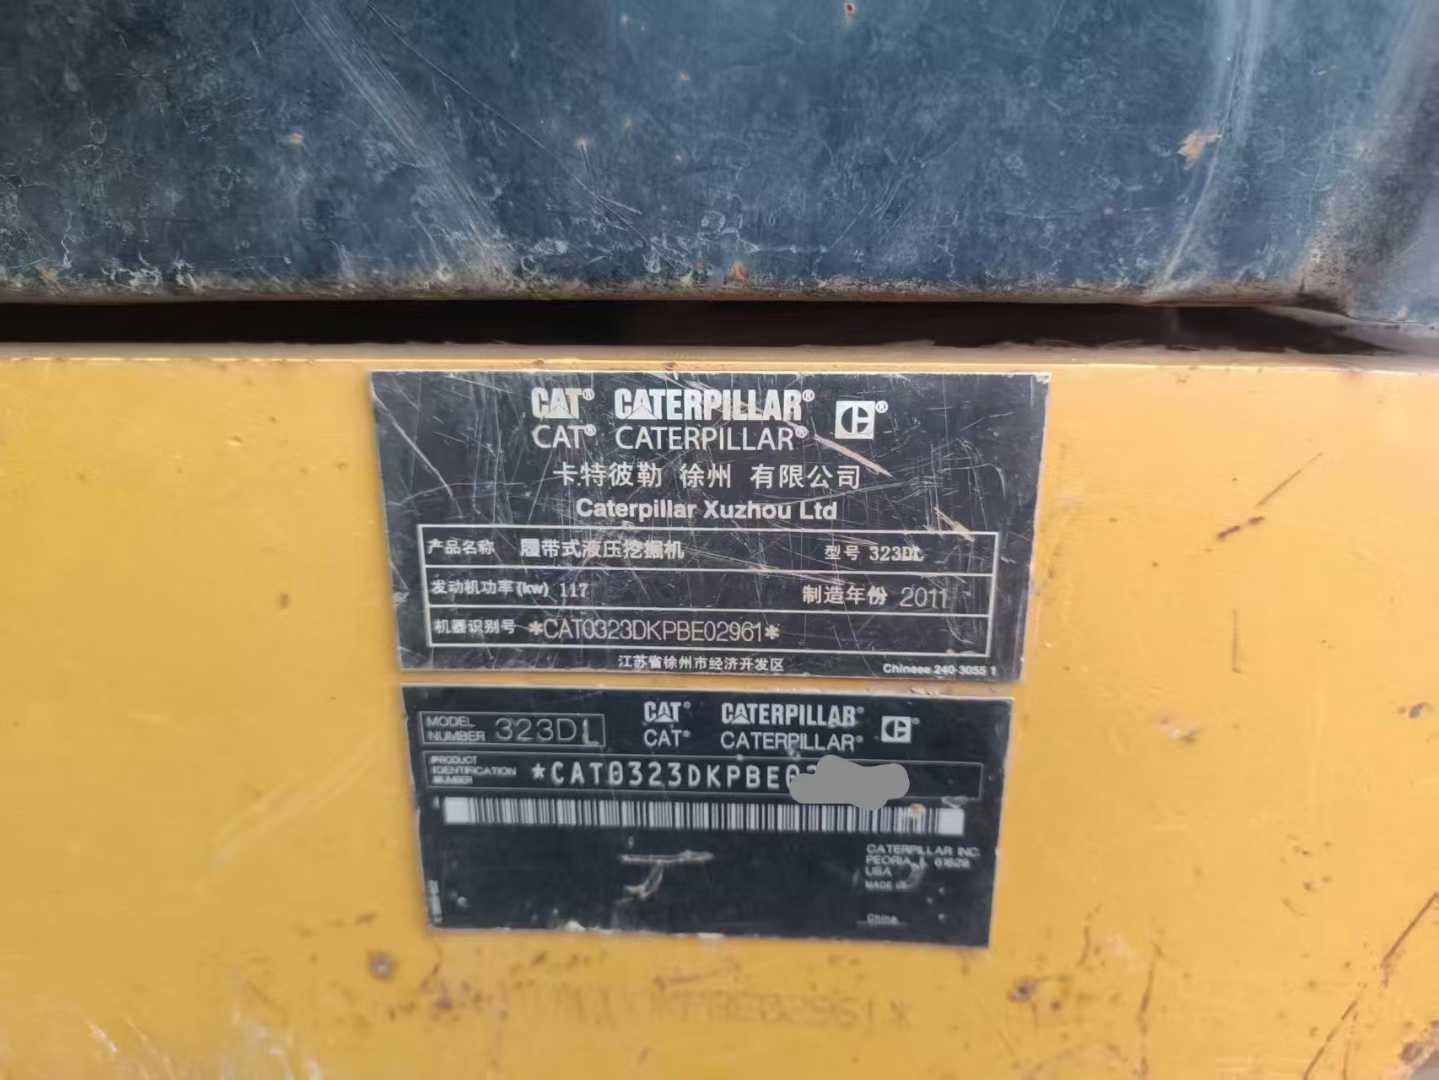 CAT® CATERPILLAR® ®
CAT® CATERPILLAR®
卡特彼勒 徐州 有限公司
Caterpillar Xuzhou Ltd
产品名称 履带式液压挖掘机 型号 323DL
发动机功率(kw) 117 制造年份 2011
机器识别号 *CAT0323DKPBE02961*
江苏省徐州市经济开发区 Chinese 240-3055 1
MODEL NUMBER 323DL
CAT® CATERPILLAR® ®
CAT® CATERPILLAR®
PRODUCT IDENTIFICATION NUMBER *CAT0323DKPBE0
CATERPILLAR INC.
PEORIA, IL 61629
USA
MADE IN
China